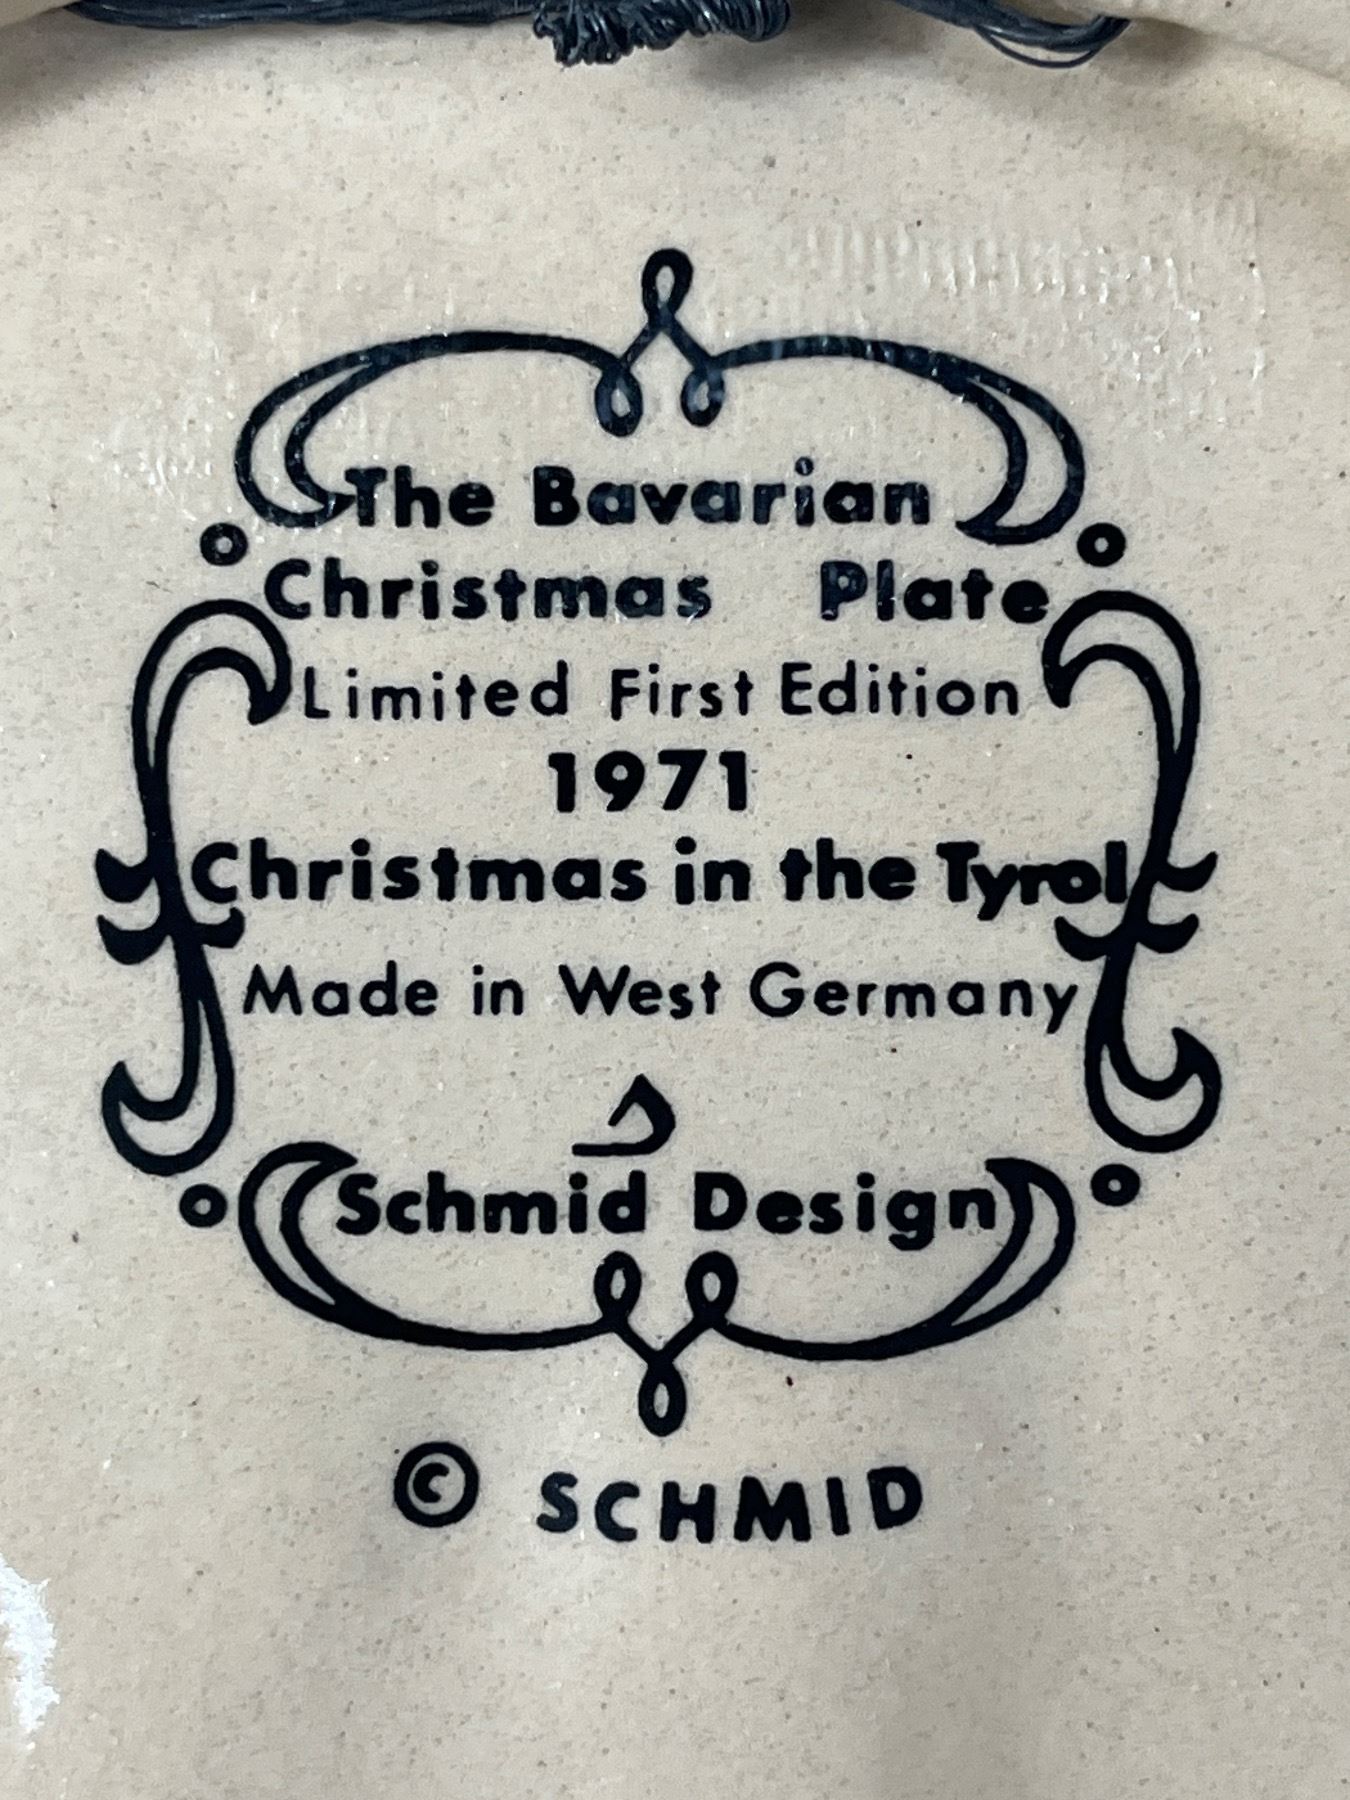 The Bavarian
Christmas Plate
Limited First Edition
1971
Christmas in the Tyrol
Made in West Germany
Schmid Design
© SCHMID